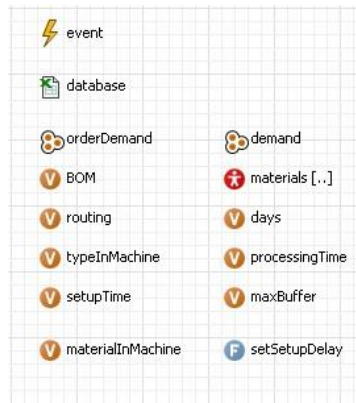 event
database
orderDemand demand
V BOM materials [..]
V routing V days
V typeInMachine V processingTime
V setupTime V maxBuffer
V materialInMachine F setSetupDelay